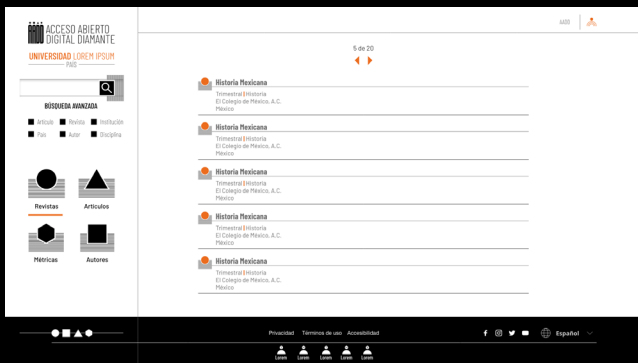 ACCESO ABIERTO
DIGITAL DIAMANTE
UNIVERSIDAD LOREM IPSUM
PAÍS
BÚSQUEDA AVANZADA
Artículo Revista Institución
País Autor Disciplina
Revistas Artículos
Métricas Autores
AADD
5 de 20
Historia Mexicana
Trimestral | Historia
El Colegio de México, A.C.
México
Historia Mexicana
Trimestral | Historia
El Colegio de México, A.C.
México
Historia Mexicana
Trimestral | Historia
El Colegio de México, A.C.
México
Historia Mexicana
Trimestral | Historia
El Colegio de México, A.C.
México
Historia Mexicana
Trimestral | Historia
El Colegio de México, A.C.
México
Privacidad Términos de uso Accesibilidad
Español
Lorem Lorem Lorem Lorem Lorem